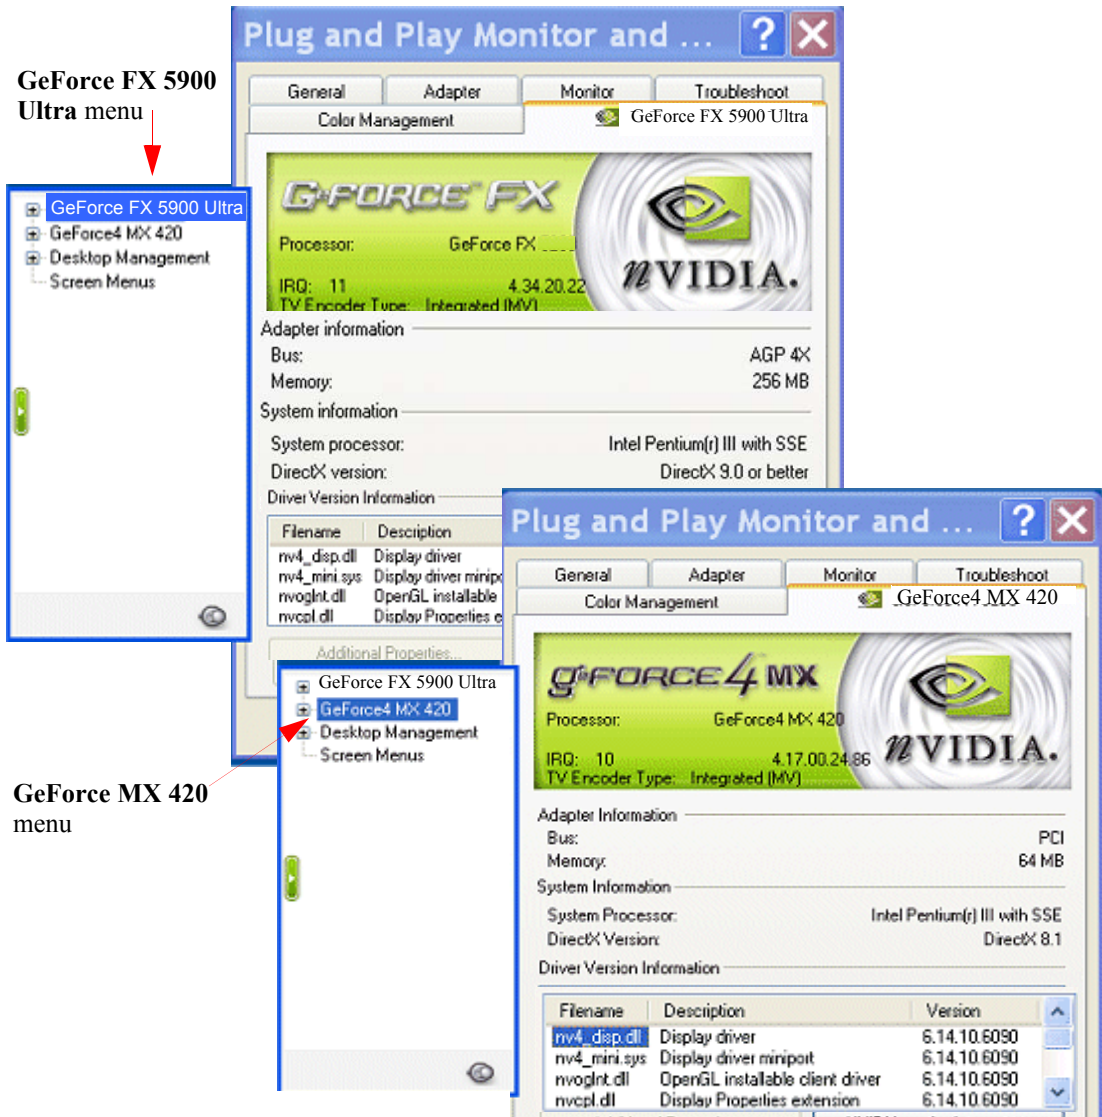 Plug and Play Monitor and ...
GeForce FX 5900
Ultra menu
General Adapter Monitor Troubleshoot
Color Management GeForce FX 5900 Ultra
GeForce FX 5900 Ultra
GeForce4 MX 420
Desktop Management
Screen Menus
GeFORCE FX
Processor: GeForce FX
IRQ: 11 4.34.20.22
TV Encoder Type: Integrated (MV)
nVIDIA.
Adapter information
Bus: AGP 4X
Memory: 256 MB
System information
System processor: Intel Pentium(r) III with SSE
DirectX version: DirectX 9.0 or better
Driver Version Information
Filename Description
nv4_disp.dll Display driver
nv4_mini.sys Display driver minipo
nvoglnt.dll OpenGL installable
nvcpl.dll Display Properties e
Additional Properties...
Plug and Play Monitor and ...
General Adapter Monitor Troubleshoot
Color Management GeForce4 MX 420
GeForce FX 5900 Ultra
GeForce4 MX 420
Desktop Management
Screen Menus
GeForce MX 420
menu
GeFORCE4 MX
Processor: GeForce4 MX 420
IRQ: 10 4.17.00.24.86
TV Encoder Type: Integrated (MV)
nVIDIA.
Adapter Information
Bus: PCI
Memory: 64 MB
System Information
System Processor: Intel Pentium(r) III with SSE
DirectX Version: DirectX 8.1
Driver Version Information
Filename Description Version
nv4_disp.dll Display driver 6.14.10.6090
nv4_mini.sys Display driver miniport 6.14.10.6090
nvoglnt.dll OpenGL installable client driver 6.14.10.6090
nvcpl.dll Display Properties extension 6.14.10.6090